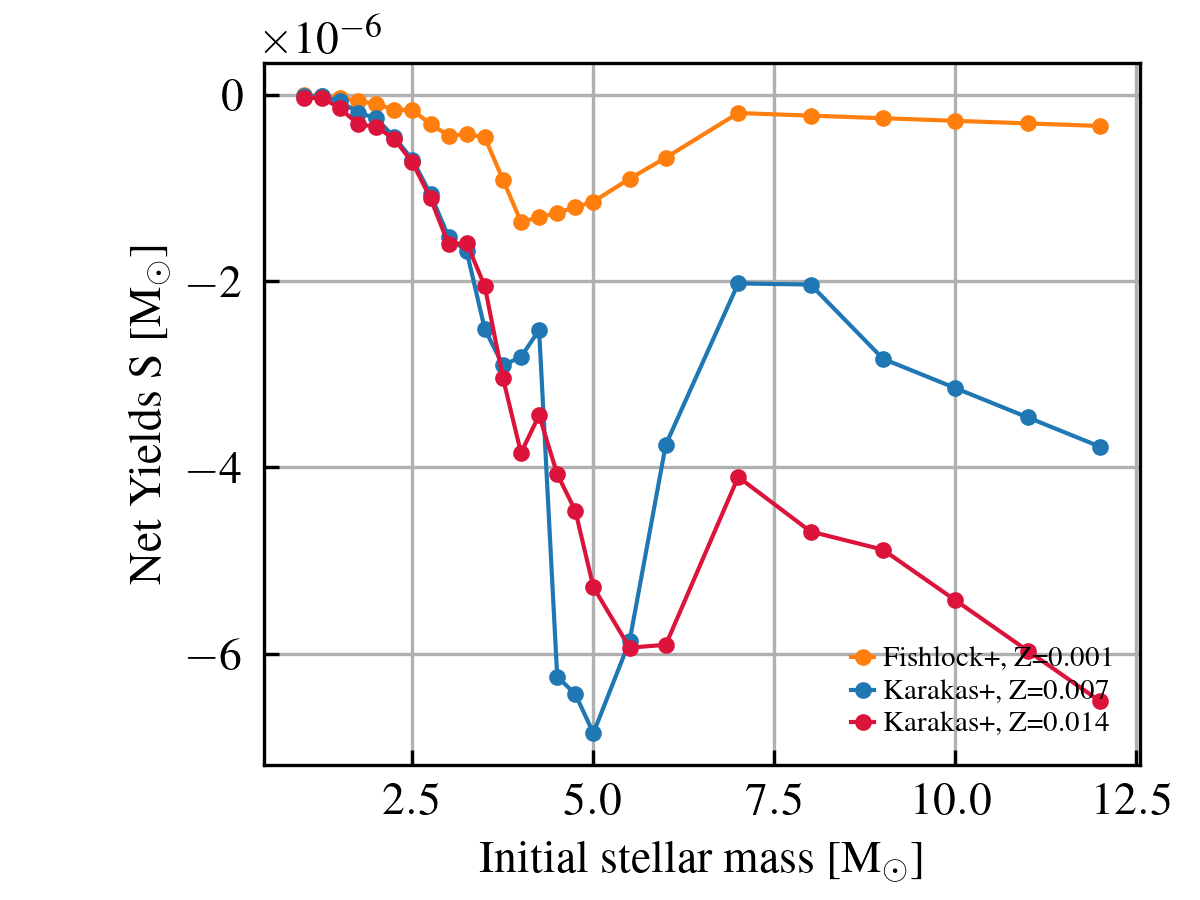 ×10⁻⁶
0
−2
−4
−6
Net Yields S [M☉]
Fishlock+, Z=0.001
Karakas+, Z=0.007
Karakas+, Z=0.014
2.5 5.0 7.5 10.0 12.5
Initial stellar mass [M☉]